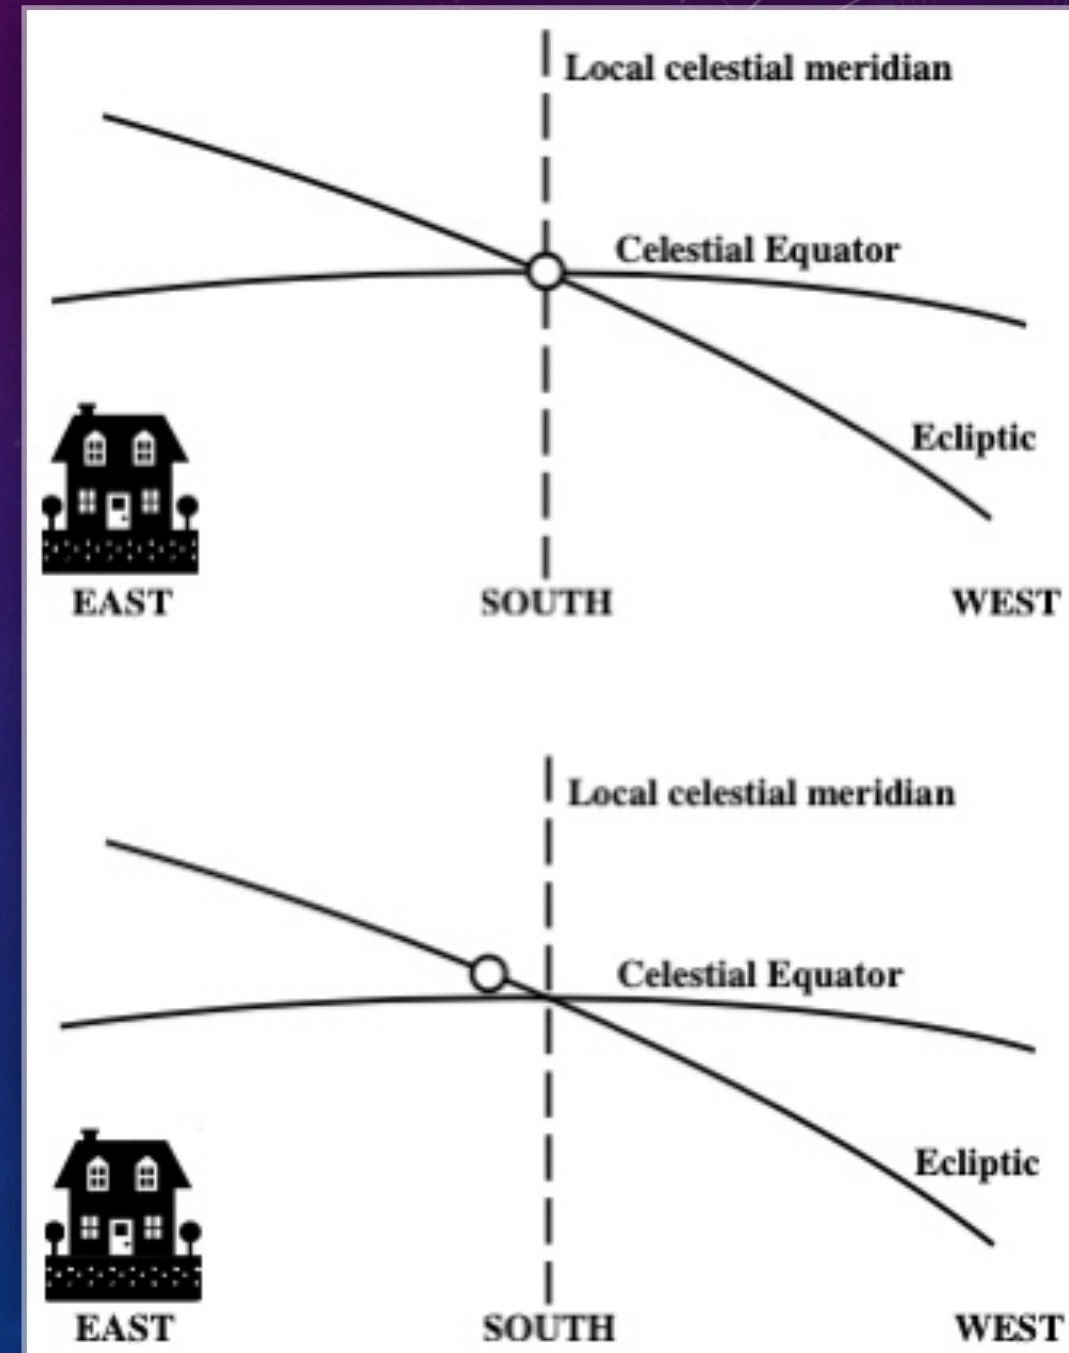 Local celestial meridian
Celestial Equator
Ecliptic
EAST SOUTH WEST
Local celestial meridian
Celestial Equator
Ecliptic
EAST SOUTH WEST